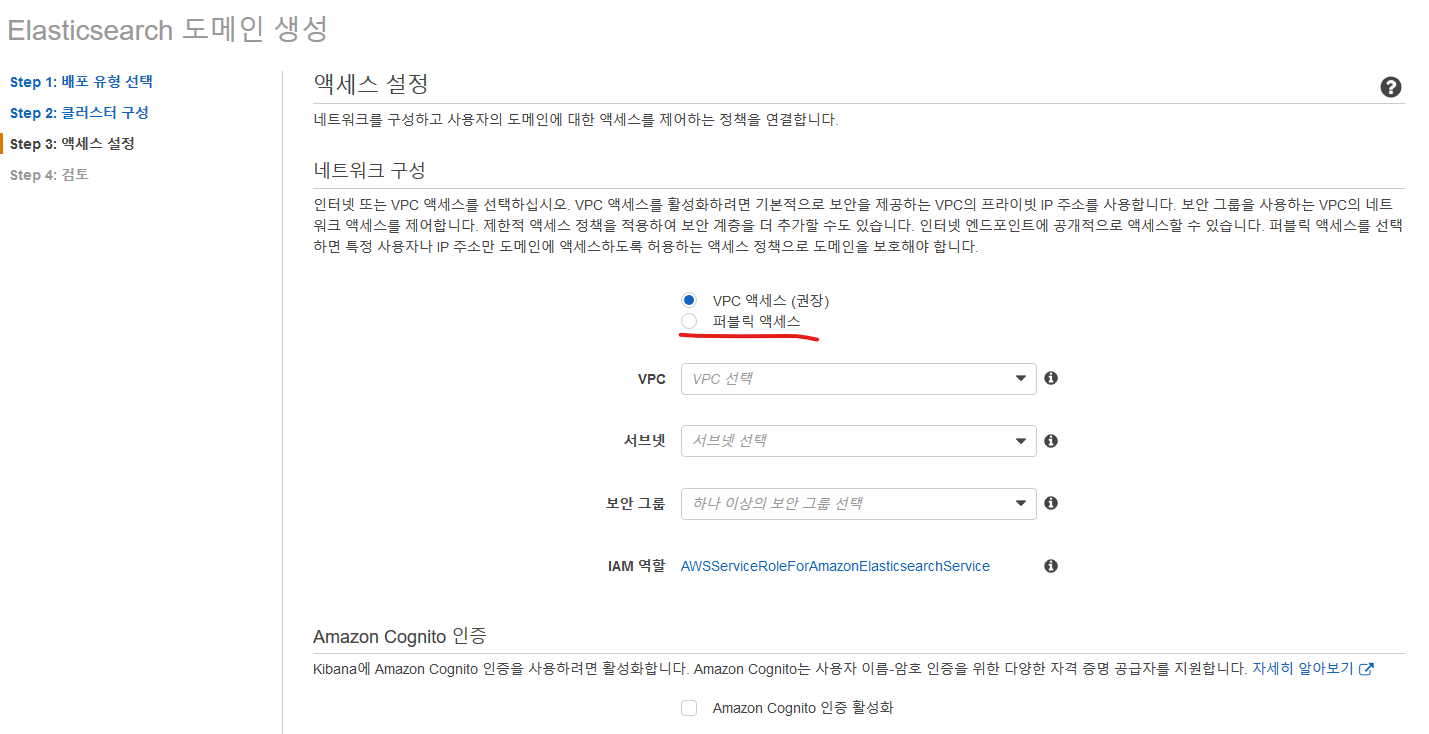 Elasticsearch 도메인 생성
Step 1: 배포 유형 선택
Step 2: 클러스터 구성
Step 3: 액세스 설정
Step 4: 검토
액세스 설정
네트워크를 구성하고 사용자의 도메인에 대한 액세스를 제어하는 정책을 연결합니다.
네트워크 구성
인터넷 또는 VPC 액세스를 선택하십시오. VPC 액세스를 활성화하려면 기본적으로 보안을 제공하는 VPC의 프라이빗 IP 주소를 사용합니다. 보안 그룹을 사용하는 VPC의 네트
워크 액세스를 제어합니다. 제한적 액세스 정책을 적용하여 보안 계층을 더 추가할 수도 있습니다. 인터넷 엔드포인트에 공개적으로 액세스할 수 있습니다. 퍼블릭 액세스를 선택
하면 특정 사용자나 IP 주소만 도메인에 액세스하도록 허용하는 액세스 정책으로 도메인을 보호해야 합니다.
VPC 액세스 (권장)
퍼블릭 액세스
VPC VPC 선택
서브넷 서브넷 선택
보안 그룹 하나 이상의 보안 그룹 선택
IAM 역할 AWSServiceRoleForAmazonElasticsearchService
Amazon Cognito 인증
Kibana에 Amazon Cognito 인증을 사용하려면 활성화합니다. Amazon Cognito는 사용자 이름-암호 인증을 위한 다양한 자격 증명 공급자를 지원합니다. 자세히 알아보기
Amazon Cognito 인증 활성화